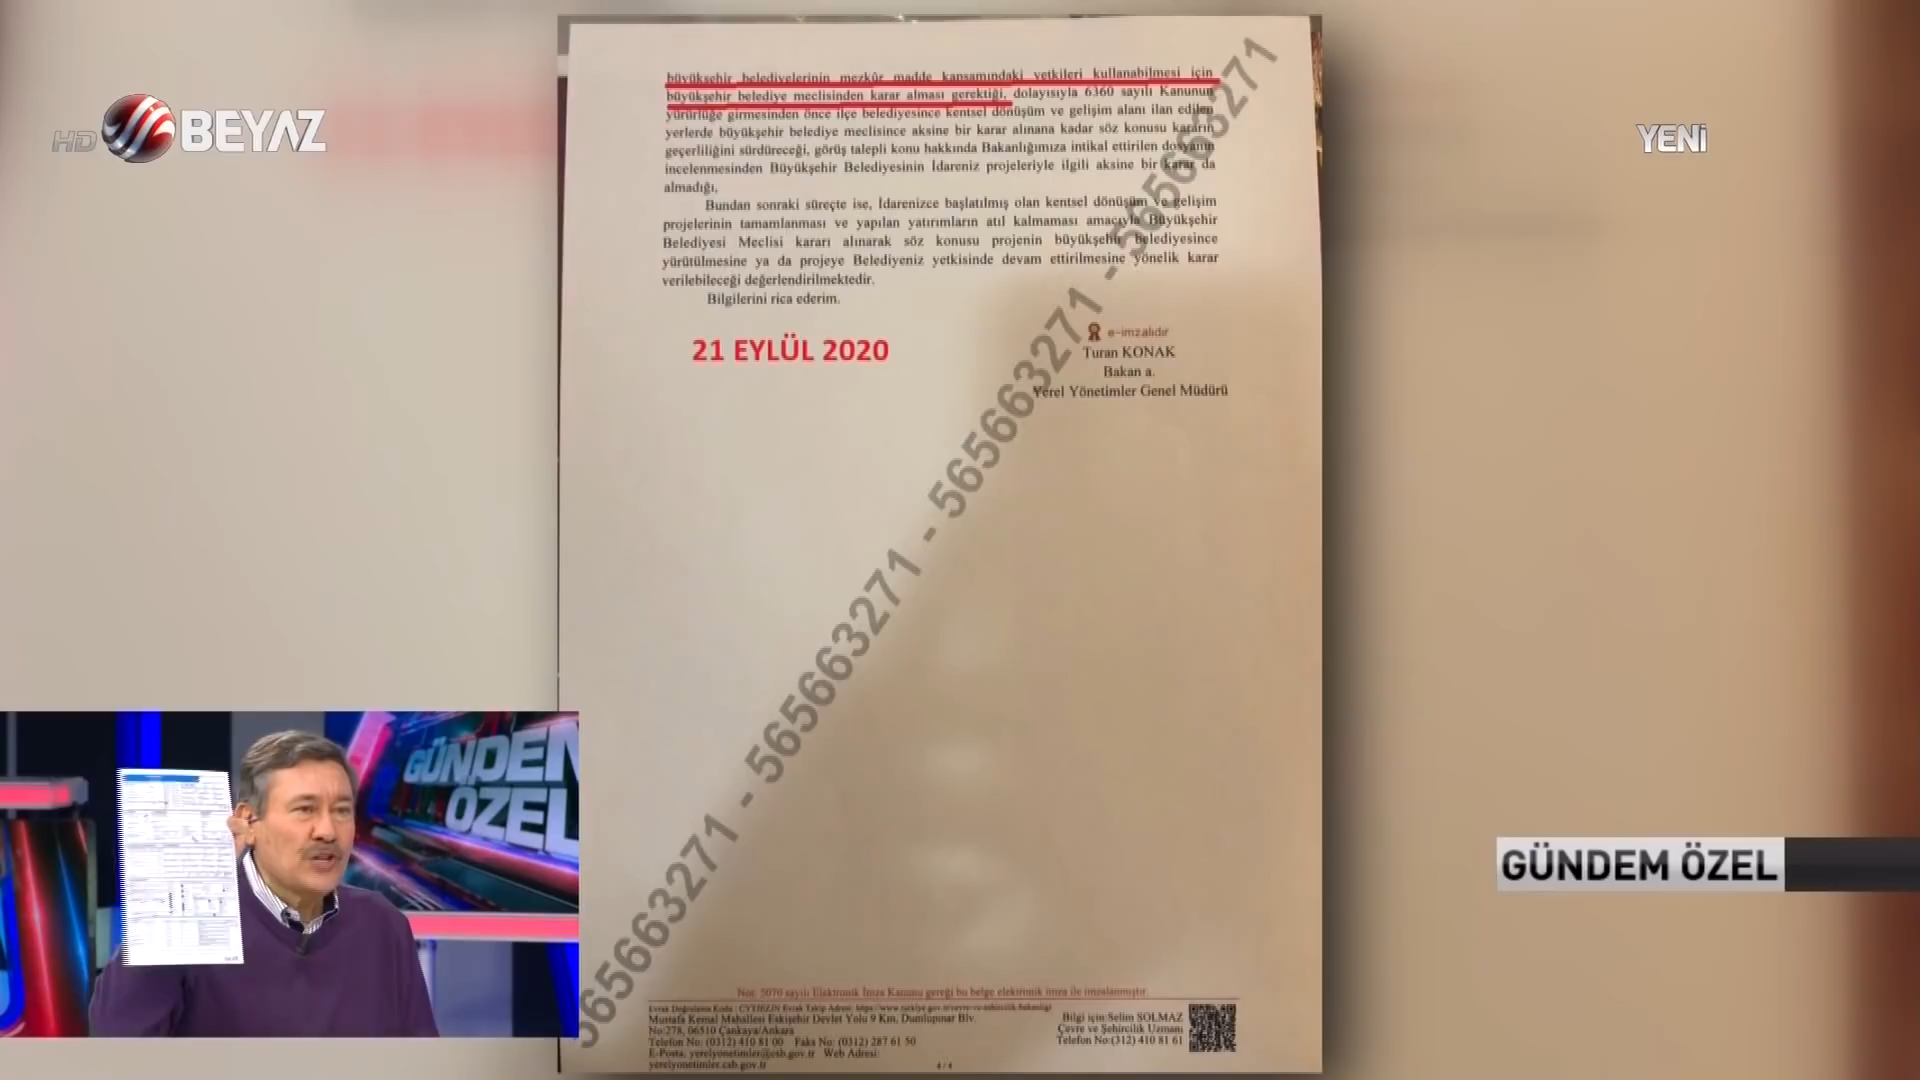 HD BEYAZ
YENİ
büyükşehir belediyelerinin mezkûr madde kapsamındaki yetkileri kullanabilmesi için
büyükşehir belediye meclisinden karar alması gerektiği, dolayısıyla 6360 sayılı Kanunun
yürürlüğe girmesinden önce ilçe belediyesince kentsel dönüşüm ve gelişim alanı ilan edilen
yerlerde büyükşehir belediye meclisince aksine bir karar alınana kadar söz konusu kararın
geçerliliğini sürdüreceği, görüş talepli konu hakkında Bakanlığımıza intikal ettirilen dosyanın
incelenmesinden Büyükşehir Belediyesinin İdareniz projeleriyle ilgili aksine bir karar da
almadığı,
Bundan sonraki süreçte ise, İdarenizce başlatılmış olan kentsel dönüşüm ve gelişim
projelerinin tamamlanması ve yapılan yatırımların atıl kalmaması amacıyla Büyükşehir
Belediyesi Meclisi kararı alınarak söz konusu projenin büyükşehir belediyesince
yürütülmesine ya da projeye Belediyeniz yetkisinde devam ettirilmesine yönelik karar
verilebileceği değerlendirilmektedir.
Bilgilerini rica ederim.
21 EYLÜL 2020
e-imzalıdır
Turan KONAK
Bakan a.
Yerel Yönetimler Genel Müdürü
565663271 - 565663271 - 565663271 - 565663271
GÜNDEM
ÖZEL
GÜNDEM ÖZEL
Not: 5070 sayılı Elektronik İmza Kanunu gereği bu belge elektronik imza ile imzalanmıştır.
Mustafa Kemal Mahallesi Eskişehir Devlet Yolu 9 Km. Dumlupınar Blv.
No:278, 06510 Çankaya/Ankara
Telefon No: (0312) 410 81 00 Faks No: (0312) 287 61 50
E-Posta: yerelyonetimler@csb.gov.tr Web Adresi:
yerelyonetimler.csb.gov.tr
Bilgi için:Selim SOLMAZ
Çevre ve Şehircilik Uzmanı
Telefon No:(312) 410 81 61
4 / 4